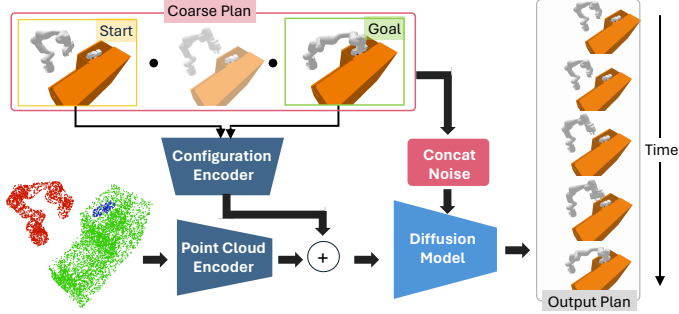 Coarse Plan
Start
Goal
Configuration
Encoder
Concat
Noise
Time
Point Cloud
Encoder
+
Diffusion
Model
Output Plan